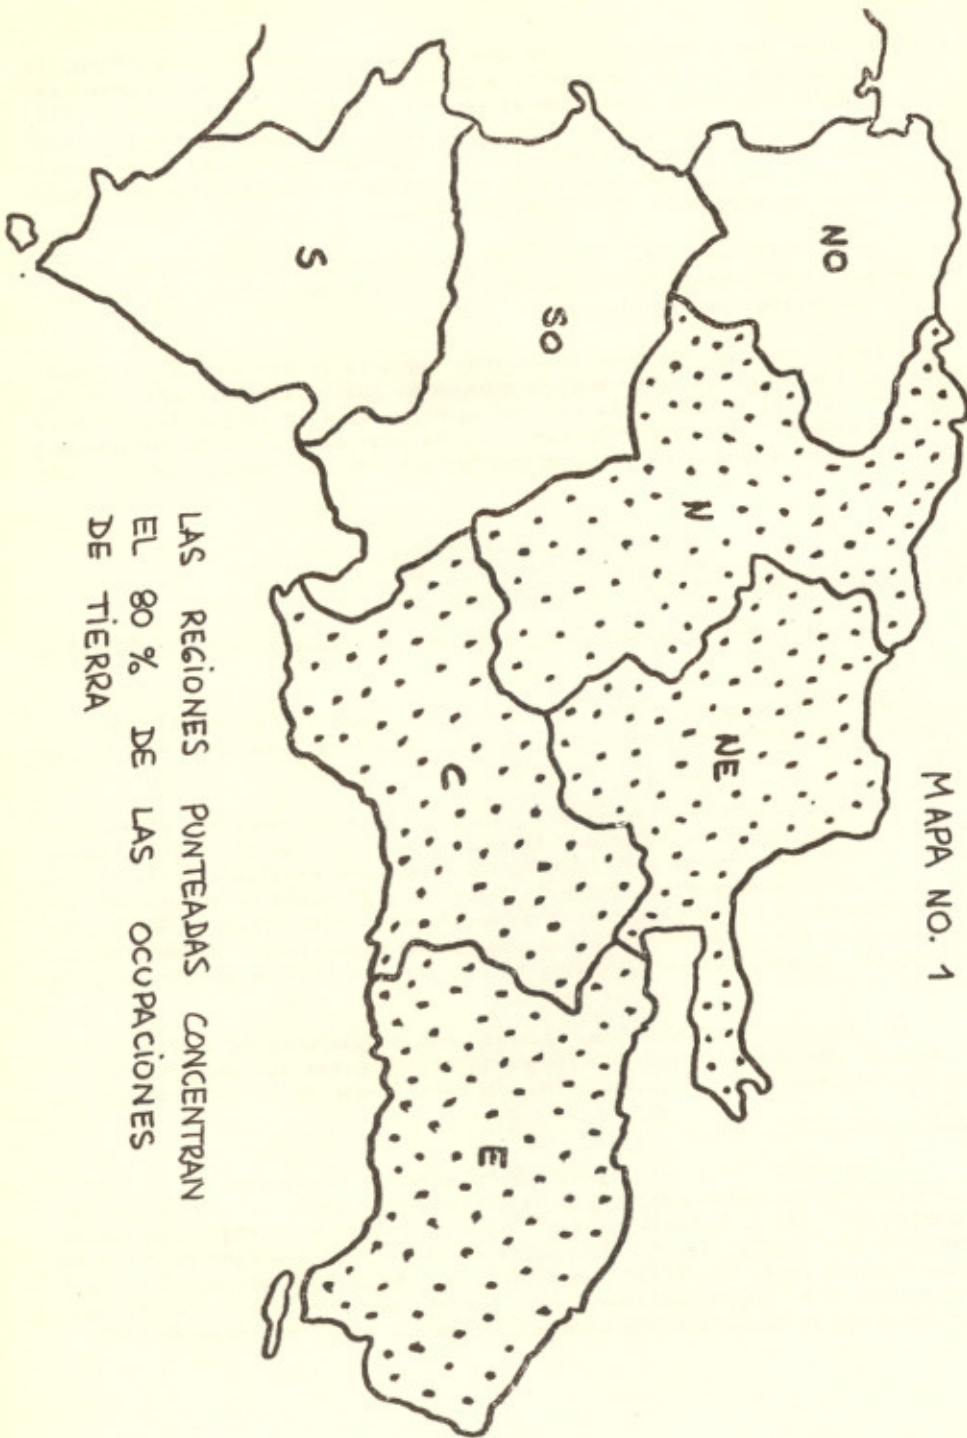 MAPA NO. 1
NO
N
NE
SO
S
C
E
LAS REGIONES PUNTEADAS CONCENTRAN
EL 80 % DE LAS OCUPACIONES
DE TIERRA